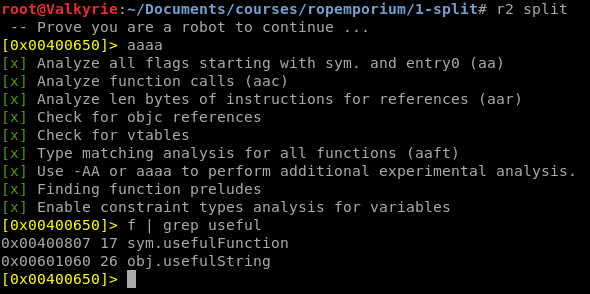 root@Valkyrie:~/Documents/courses/ropemporium/1-split# r2 split
 -- Prove you are a robot to continue ...
[0x00400650]> aaaa
[x] Analyze all flags starting with sym. and entry0 (aa)
[x] Analyze function calls (aac)
[x] Analyze len bytes of instructions for references (aar)
[x] Check for objc references
[x] Check for vtables
[x] Type matching analysis for all functions (aaft)
[x] Use -AA or aaaa to perform additional experimental analysis.
[x] Finding function preludes
[x] Enable constraint types analysis for variables
[0x00400650]> f | grep useful
0x00400807 17 sym.usefulFunction
0x00601060 26 obj.usefulString
[0x00400650]>